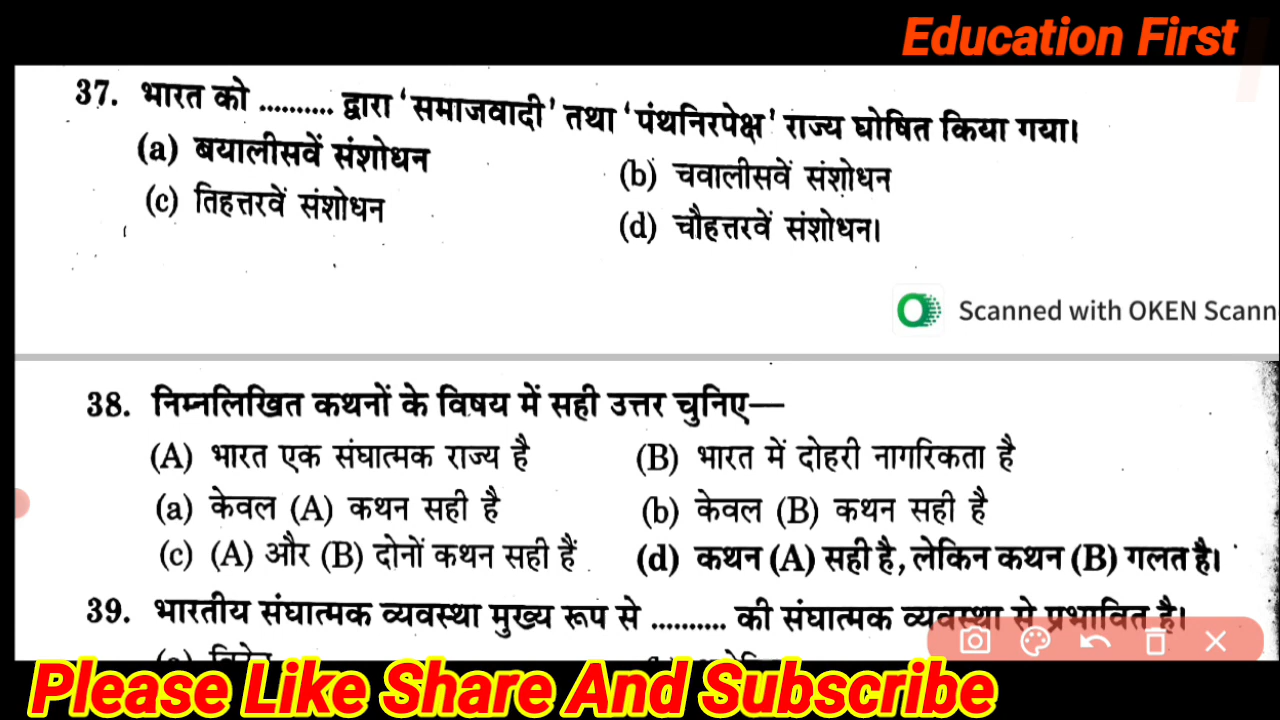 Education First
37. भारत को .......... द्वारा 'समाजवादी' तथा 'पंथनिरपेक्ष' राज्य घोषित किया गया।
(a) बयालीसवें संशोधन
(b) चवालीसवें संशोधन
(c) तिहत्तरवें संशोधन
(d) चौहत्तरवें संशोधन।
Scanned with OKEN Scann
38. निम्नलिखित कथनों के विषय में सही उत्तर चुनिए—
(A) भारत एक संघात्मक राज्य है
(B) भारत में दोहरी नागरिकता है
(a) केवल (A) कथन सही है
(b) केवल (B) कथन सही है
(c) (A) और (B) दोनों कथन सही हैं
(d) कथन (A) सही है, लेकिन कथन (B) गलत है।
39. भारतीय संघात्मक व्यवस्था मुख्य रूप से .......... की संघात्मक व्यवस्था से प्रभावित है।
Please Like Share And Subscribe